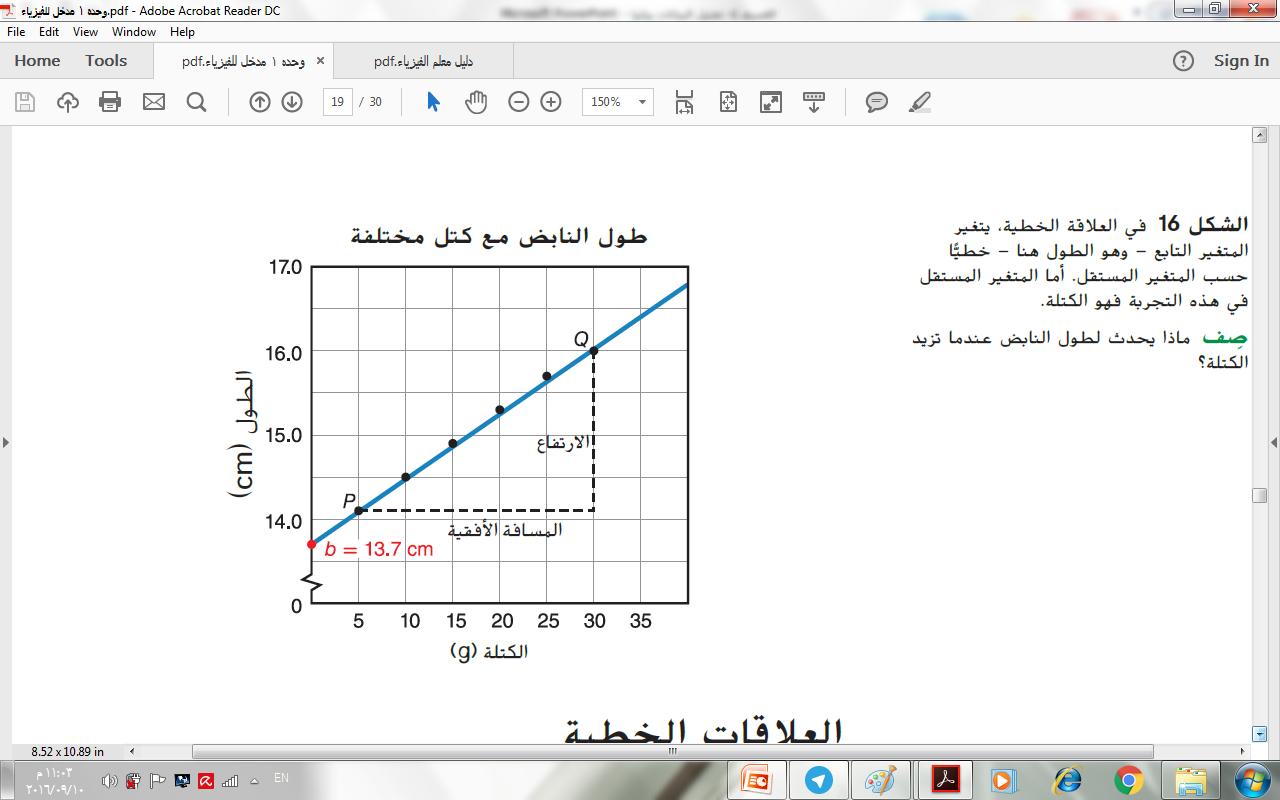 وحده ١ مدخل للفيزياء.pdf - Adobe Acrobat Reader DC
File Edit View Window Help
Home Tools وحده ١ مدخل للفيزياء.pdf × دليل معلم الفيزياء.pdf ? Sign In
19 / 30 150%
الشكل 16 في العلاقة الخطية، يتغير
المتغير التابع – وهو الطول هنا – خطيًّا
حسب المتغير المستقل. أما المتغير المستقل
في هذه التجربة فهو الكتلة.
صِف ماذا يحدث لطول النابض عندما تزيد
الكتلة؟
طول النابض مع كتل مختلفة
17.0
16.0
15.0
14.0
0
الطول (cm)
Q
الارتفاع
P
المسافة الأفقية
b = 13.7 cm
5 10 15 20 25 30 35
الكتلة (g)
العلاقات الخطية
8.52 x 10.89 in
EN
١١:٠٣ م
٢٠١٦/٠٩/١٠